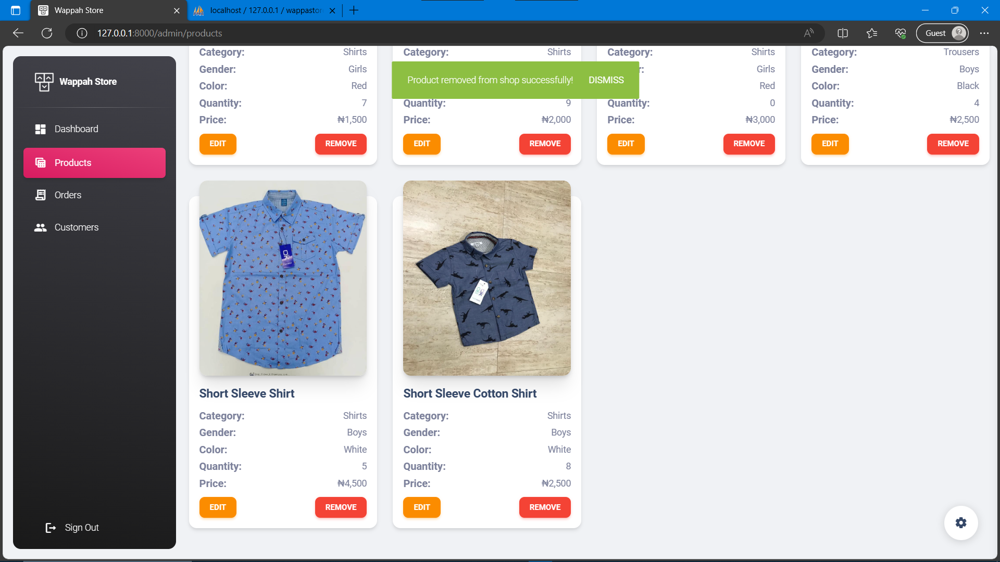 Wappah Store
localhost / 127.0.0.1 / wappastor
127.0.0.1:8000/admin/products
Guest
Wappah Store
Dashboard
Products
Orders
Customers
Sign Out
Product removed from shop successfully! DISMISS
Category: Shirts
Gender: Girls
Color: Red
Quantity: 7
Price: ₦1,500
EDIT REMOVE
Category: Shirts
Quantity: 9
Price: ₦2,000
EDIT REMOVE
Category: Shirts
Girls
Red
Quantity: 0
Price: ₦3,000
EDIT REMOVE
Category: Trousers
Gender: Boys
Color: Black
Quantity: 4
Price: ₦2,500
EDIT REMOVE
OK
Short Sleeve Shirt
Category: Shirts
Gender: Boys
Color: White
Quantity: 5
Price: ₦4,500
EDIT REMOVE
OK
Short Sleeve Cotton Shirt
Category: Shirts
Gender: Boys
Color: White
Quantity: 8
Price: ₦2,500
EDIT REMOVE